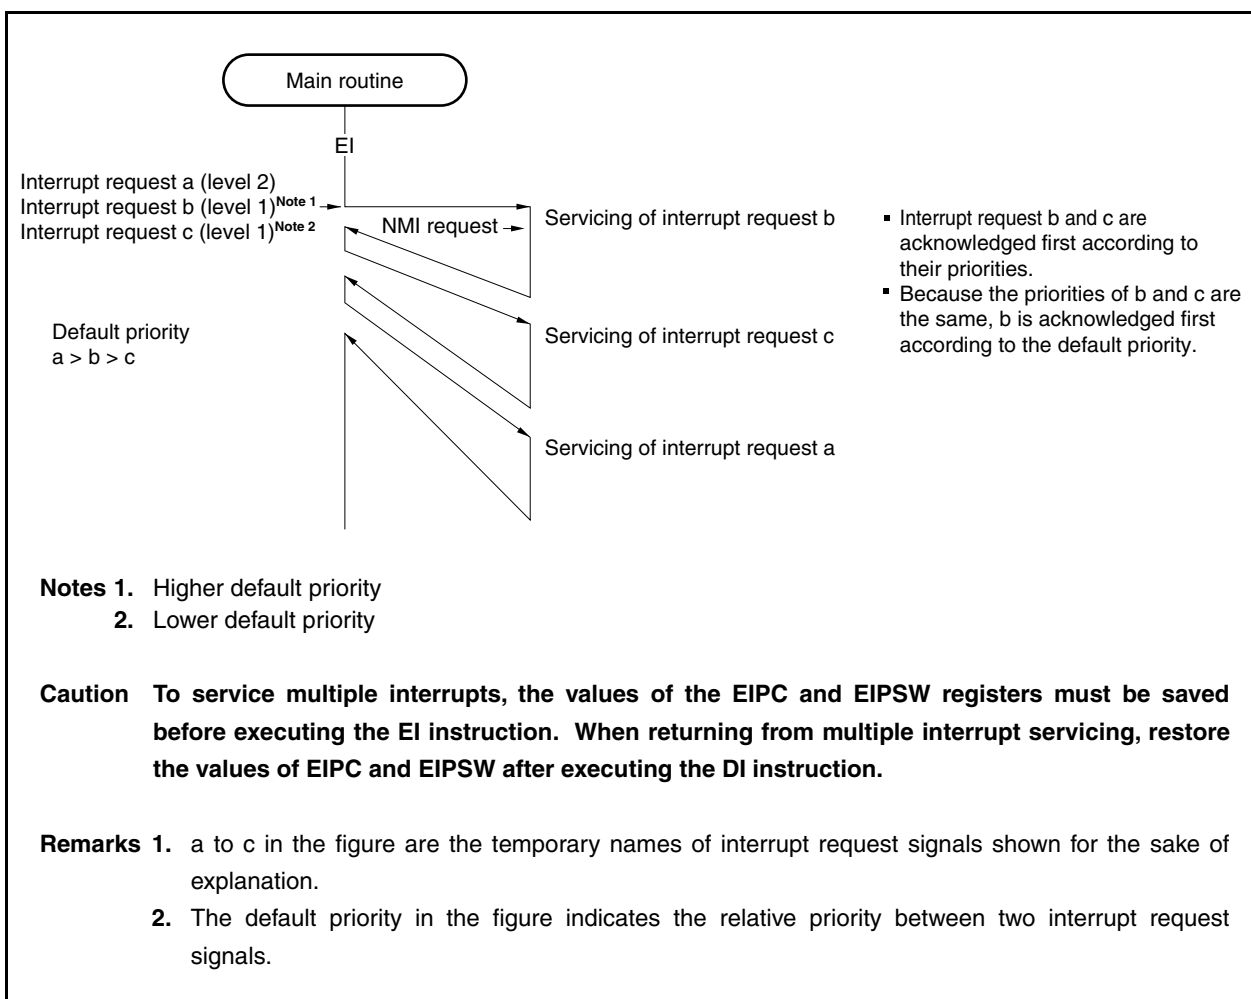 Main routine
EI
Interrupt request a (level 2)
Interrupt request b (level 1)Note 1
Interrupt request c (level 1)Note 2
NMI request
Servicing of interrupt request b
▪ Interrupt request b and c are
acknowledged first according to
their priorities.
▪ Because the priorities of b and c are
the same, b is acknowledged first
according to the default priority.
Default priority
a > b > c
Servicing of interrupt request c
Servicing of interrupt request a
Notes 1. Higher default priority
2. Lower default priority
Caution To service multiple interrupts, the values of the EIPC and EIPSW registers must be saved
before executing the EI instruction. When returning from multiple interrupt servicing, restore
the values of EIPC and EIPSW after executing the DI instruction.
Remarks 1. a to c in the figure are the temporary names of interrupt request signals shown for the sake of
explanation.
2. The default priority in the figure indicates the relative priority between two interrupt request
signals.